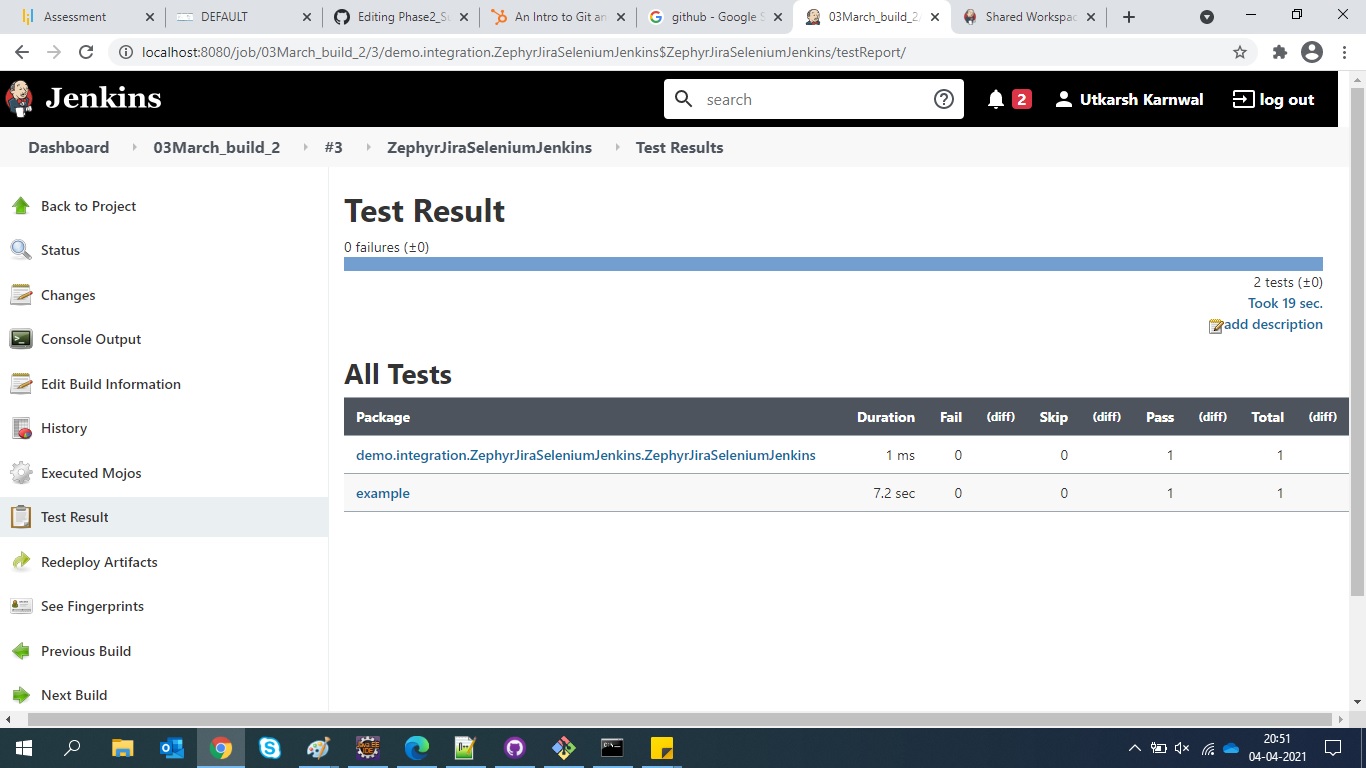 Assessment
DEFAULT
Editing Phase2_S
An Intro to Git an
github - Google S
03March_build_2
Shared Workspac
localhost:8080/job/03March_build_2/3/demo.integration.ZephyrJiraSeleniumJenkins$ZephyrJiraSeleniumJenkins/testReport/
Jenkins
search
2
Utkarsh Karnwal
log out
Dashboard
03March_build_2
#3
ZephyrJiraSeleniumJenkins
Test Results
Back to Project
Status
Changes
Console Output
Edit Build Information
History
Executed Mojos
Test Result
Redeploy Artifacts
See Fingerprints
Previous Build
Next Build
Test Result
0 failures (±0)
2 tests (±0)
Took 19 sec.
add description
All Tests
Package Duration Fail (diff) Skip (diff) Pass (diff) Total (diff)
demo.integration.ZephyrJiraSeleniumJenkins.ZephyrJiraSeleniumJenkins 1 ms 0 0 1 1
example 7.2 sec 0 0 1 1
20:51
04-04-2021